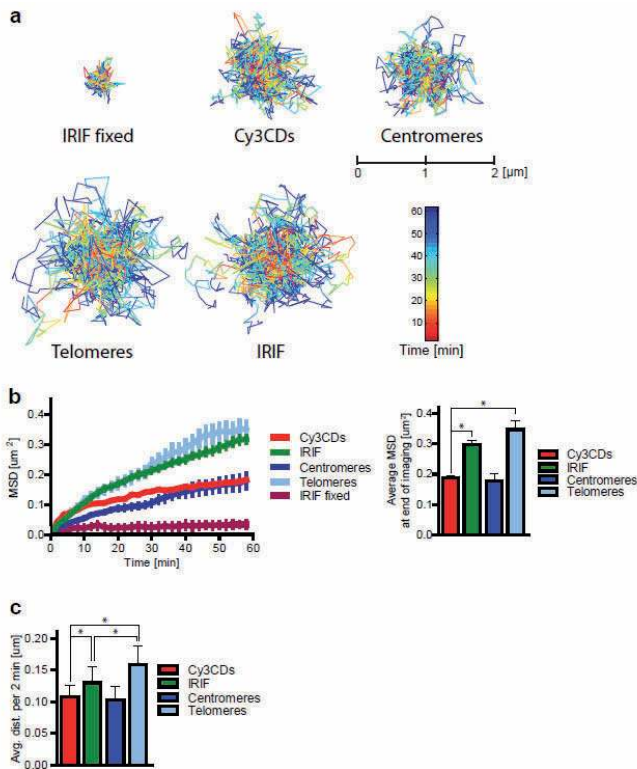 a
IRIF fixed
Cy3CDs
Centromeres
0 1 2 [µm]
Telomeres
IRIF
60
50
40
30
20
10
Time [min]
b
MSD [um ²]
0.4
0.3
0.2
0.1
0.0
0 10 20 30 40 50 60
Time [min]
Cy3CDs
IRIF
Centromeres
Telomeres
IRIF fixed
Average MSD
at end of imaging [um²]
0.4
0.3
0.2
0.1
0.0
* *
Cy3CDs
IRIF
Centromeres
Telomeres
c
Avg. dist. per 2 min [um]
0.20
0.15
0.10
0.05
0.00
*
* *
Cy3CDs
IRIF
Centromeres
Telomeres